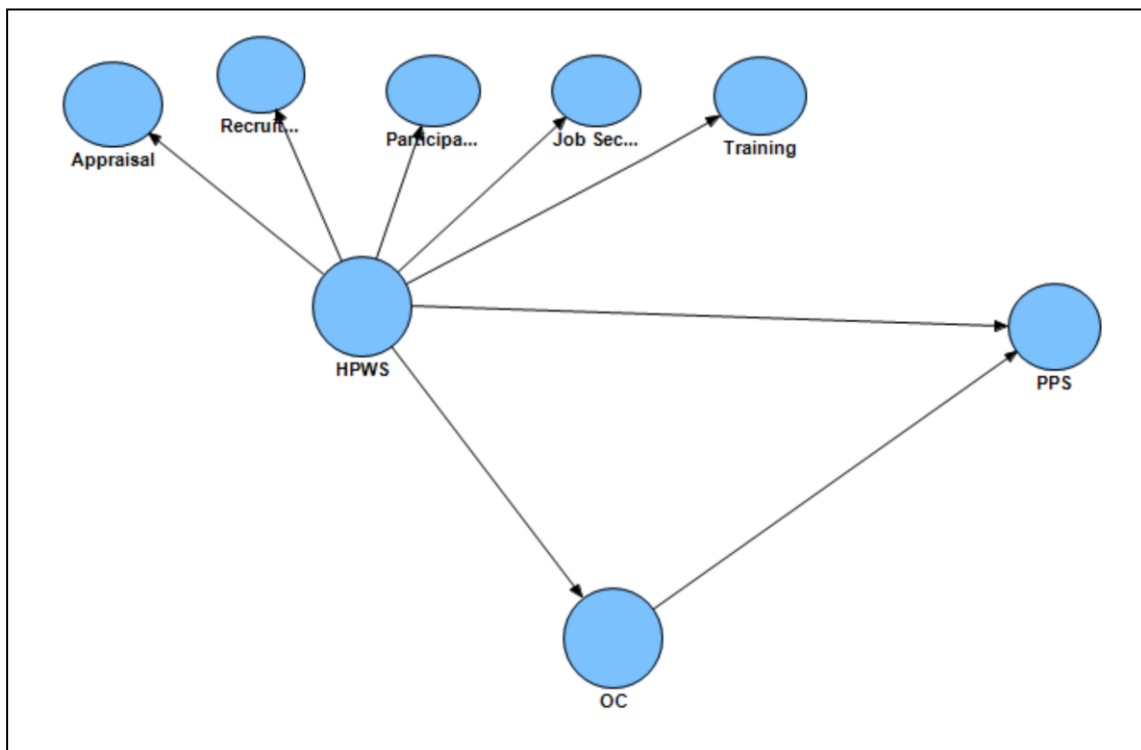 Appraisal
Recruit...
Participa...
Job Sec...
Training
HPWS
PPS
OC